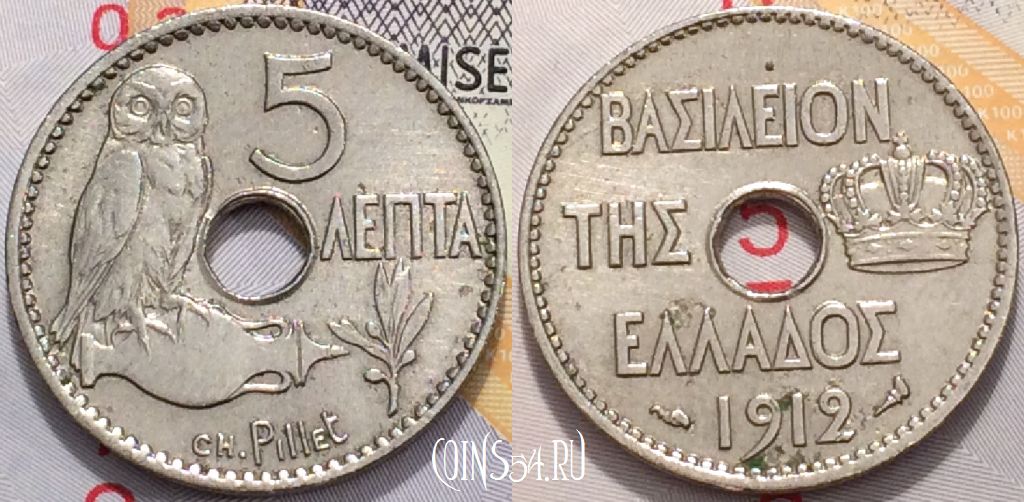 5
ΛΕΠΤΑ
CH. Pillet
ΒΑΣΙΛΕΙΟΝ
ΤΗΣ
ΕΛΛΑΔΟΣ
1912
COINS54.RU